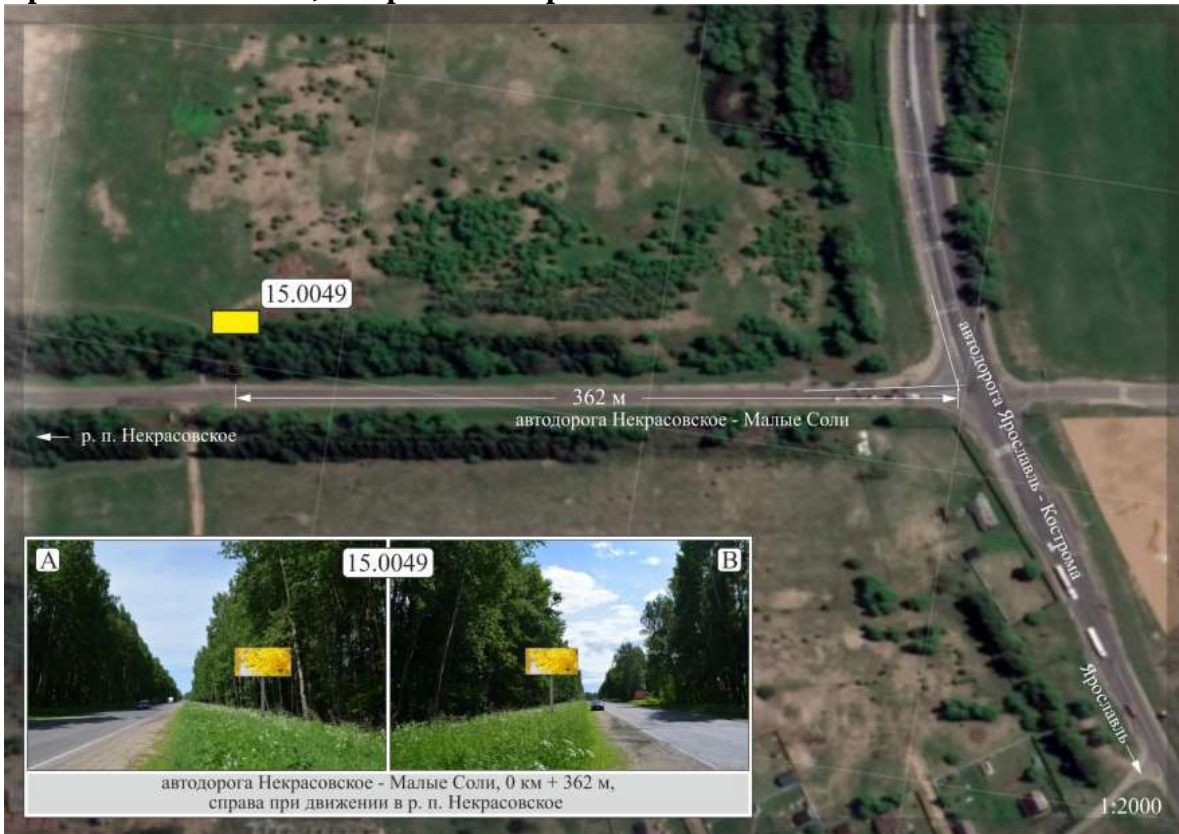 15.0049
362 м
автодорога Некрасовское - Малые Соли
р. п. Некрасовское
автодорога Ярославль - Кострома
Ярославль
А
15.0049
В
автодорога Некрасовское - Малые Соли, 0 км + 362 м,
справа при движении в р. п. Некрасовское
1:2000